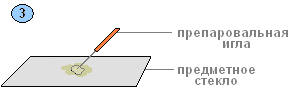 3
препаровальная
игла
предметное
стекло